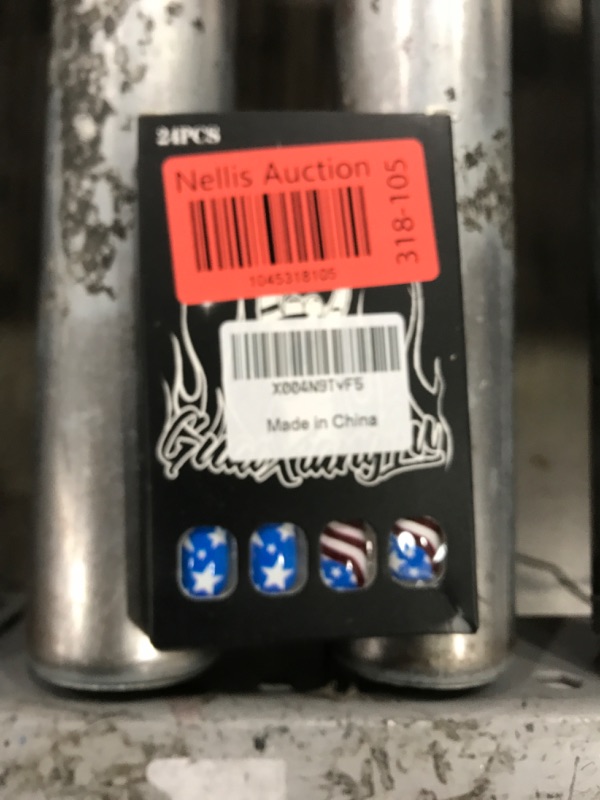 24PCS
Nellis Auction
318-105
1045318105
X004N9TVF5
Made in China